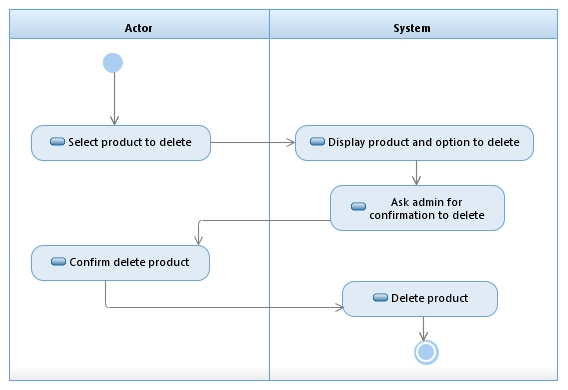 Actor
System
Select product to delete
Display product and option to delete
Ask admin for
confirmation to delete
Confirm delete product
Delete product